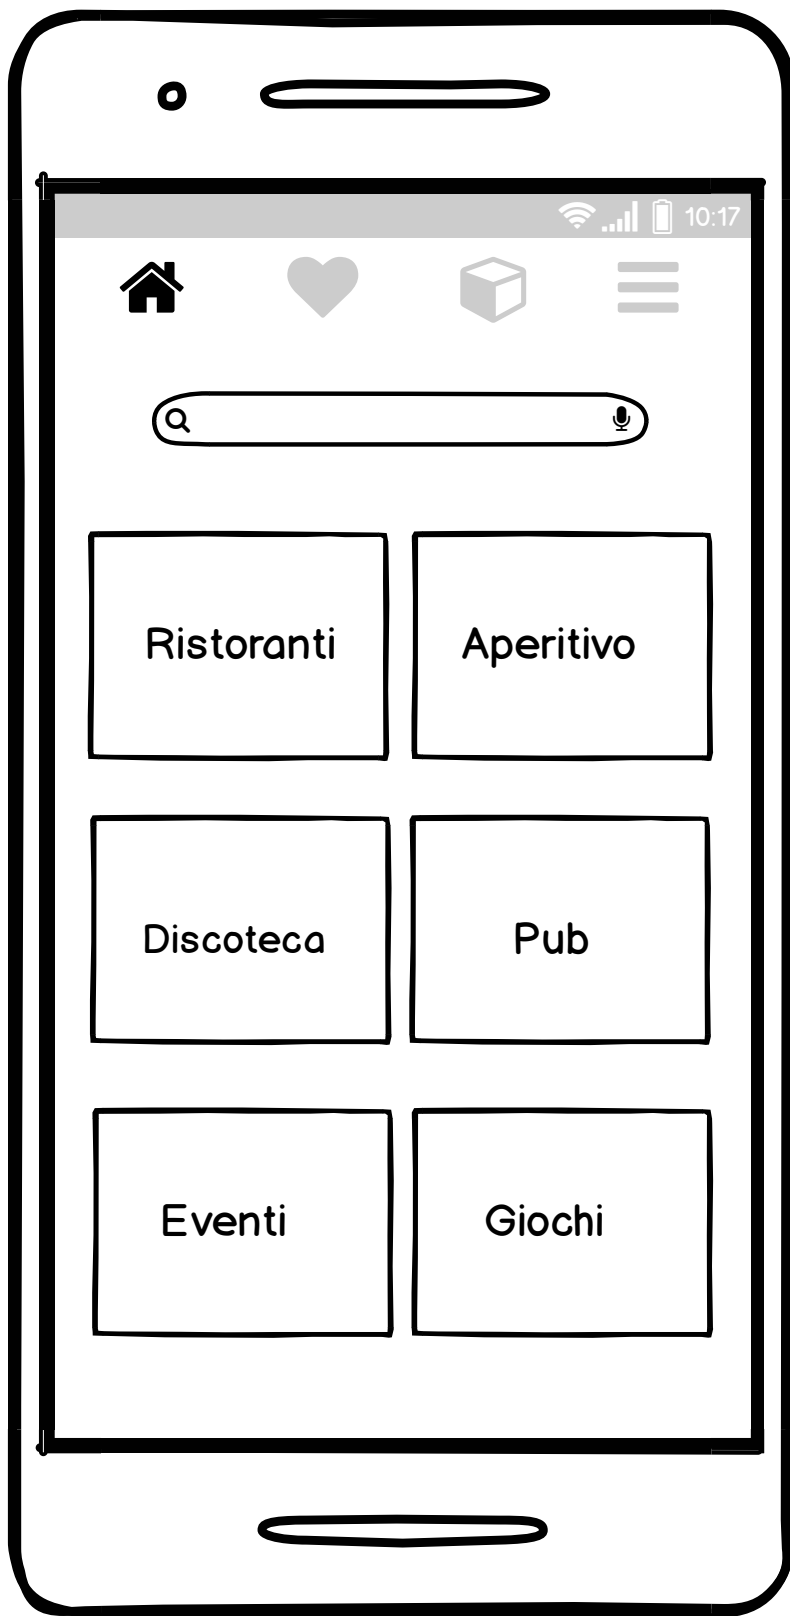 10:17
Ristoranti
Aperitivo
Discoteca
Pub
Eventi
Giochi